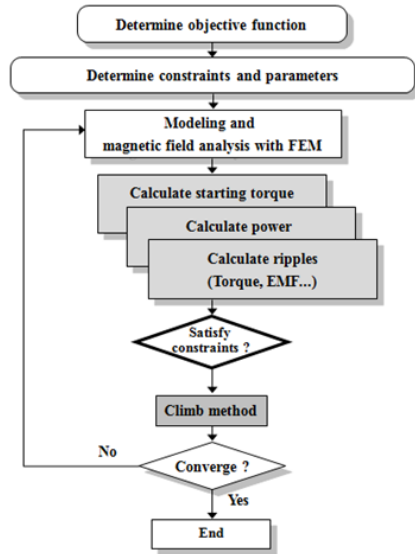 Determine objective function
Determine constraints and parameters
Modeling and
magnetic field analysis with FEM
Calculate starting torque
Calculate power
Calculate ripples
(Torque, EMF...)
Satisfy
constraints ?
Climb method
No
Converge ?
Yes
End